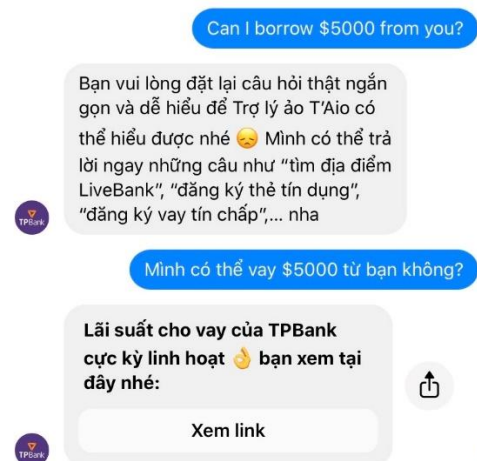 Can I borrow $5000 from you?
Bạn vui lòng đặt lại câu hỏi thật ngắn
gọn và dễ hiểu để Trợ lý ảo T'Aio có
thể hiểu được nhé 😞 Mình có thể trả
lời ngay những câu như “tìm địa điểm
LiveBank”, “đăng ký thẻ tín dụng”,
“đăng ký vay tín chấp”,... nha
TPBank
Mình có thể vay $5000 từ bạn không?
Lãi suất cho vay của TPBank
cực kỳ linh hoạt 👌 bạn xem tại
đây nhé:
Xem link
TPBank